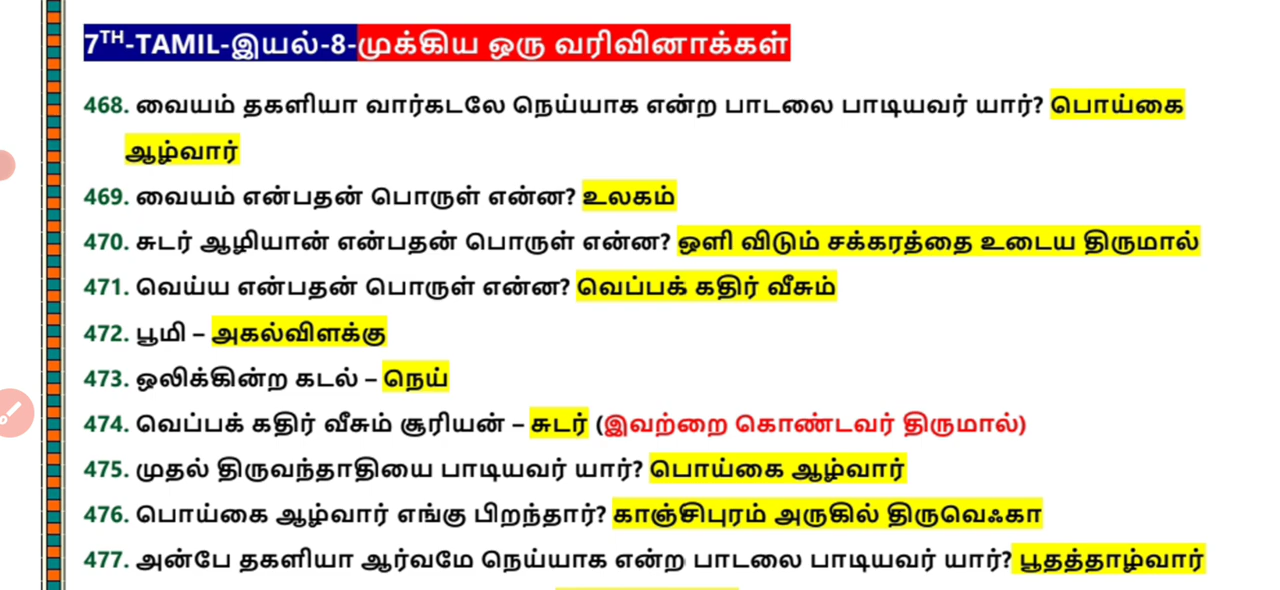 7TH-TAMIL-இயல்-8-முக்கிய ஒரு வரிவினாக்கள்
468. வையம் தகளியா வார்கடலே நெய்யாக என்ற பாடலை பாடியவர் யார்? பொய்கை
ஆழ்வார்
469. வையம் என்பதன் பொருள் என்ன? உலகம்
470. சுடர் ஆழியான் என்பதன் பொருள் என்ன? ஒளி விடும் சக்கரத்தை உடைய திருமால்
471. வெய்ய என்பதன் பொருள் என்ன? வெப்பக் கதிர் வீசும்
472. பூமி – அகல்விளக்கு
473. ஒலிக்கின்ற கடல் – நெய்
474. வெப்பக் கதிர் வீசும் சூரியன் – சுடர் (இவற்றை கொண்டவர் திருமால்)
475. முதல் திருவந்தாதியை பாடியவர் யார்? பொய்கை ஆழ்வார்
476. பொய்கை ஆழ்வார் எங்கு பிறந்தார்? காஞ்சிபுரம் அருகில் திருவெஃகா
477. அன்பே தகளியா ஆர்வமே நெய்யாக என்ற பாடலை பாடியவர் யார்? பூதத்தாழ்வார்